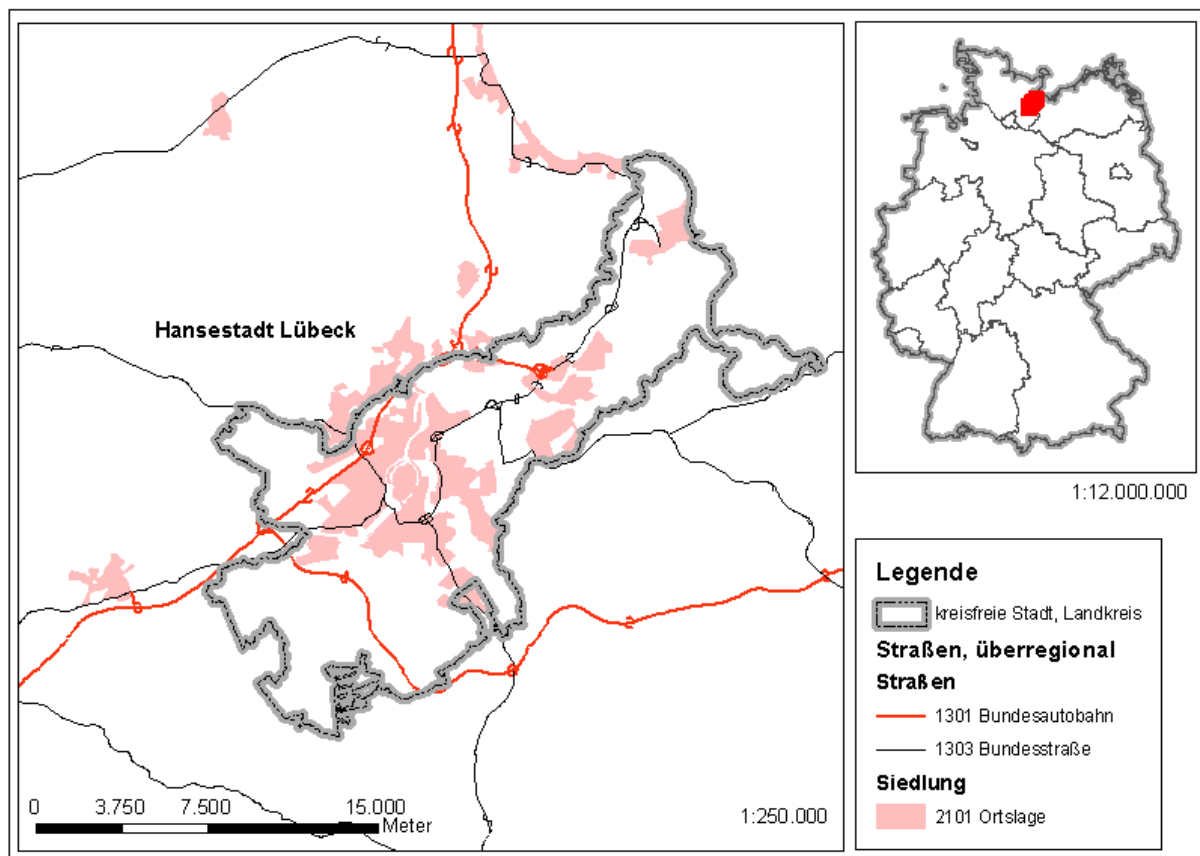 Hansestadt Lübeck
0 3.750 7.500 15.000
Meter
1:250.000
1:12.000.000
Legende
kreisfreie Stadt, Landkreis
Straßen, überregional
Straßen
1301 Bundesautobahn
1303 Bundesstraße
Siedlung
2101 Ortslage